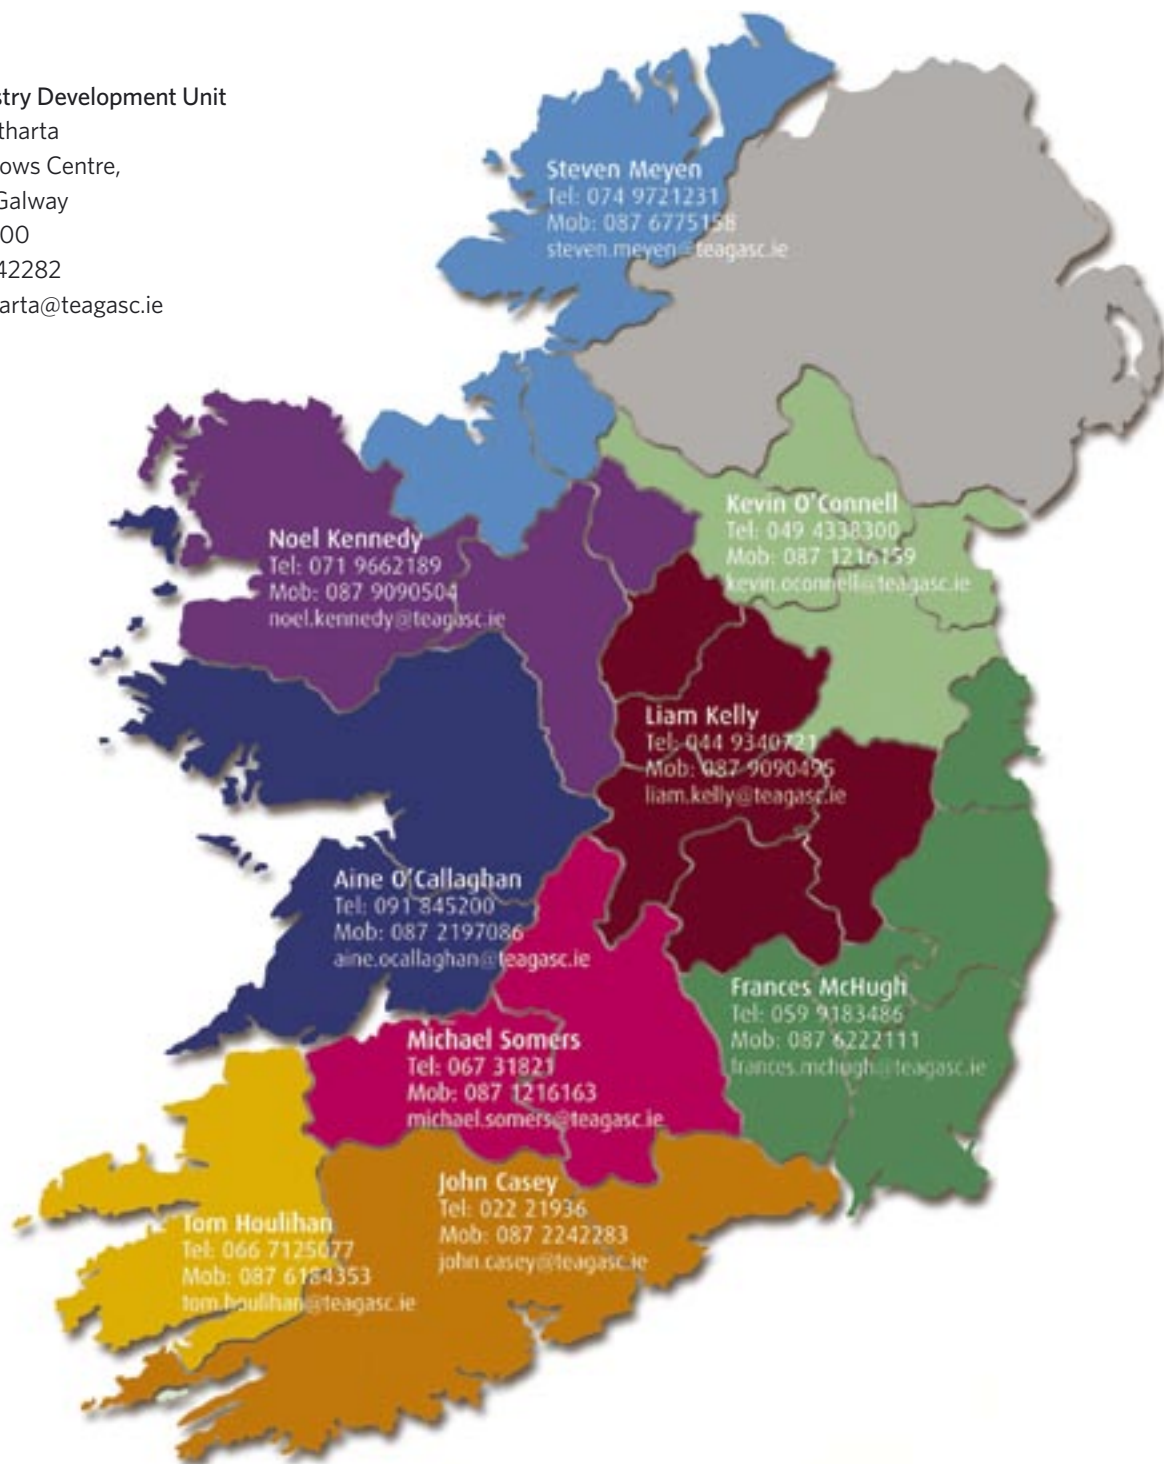 stry Development Unit
tharta
ows Centre,
Galway
00
42282
arta@teagasc.ie
Steven Meyen
Tel: 074 9721231
Mob: 087 6775158
steven.meyen@teagasc.ie
Noel Kennedy
Tel: 071 9662189
Mob: 087 9090504
noel.kennedy@teagasc.ie
Kevin O'Connell
Tel: 049 4338300
Mob: 087 1216159
kevin.oconnell@teagasc.ie
Liam Kelly
Tel: 044 9340721
Mob: 087 9090495
liam.kelly@teagasc.ie
Aine O'Callaghan
Tel: 091 845200
Mob: 087 2197086
aine.ocallaghan@teagasc.ie
Frances McHugh
Tel: 059 9183486
Mob: 087 6222111
frances.mchugh@teagasc.ie
Michael Somers
Tel: 067 31821
Mob: 087 1216163
michael.somers@teagasc.ie
John Casey
Tel: 022 21936
Mob: 087 2242283
john.casey@teagasc.ie
Tom Houlihan
Tel: 066 7125077
Mob: 087 6184353
tom.houlihan@teagasc.ie